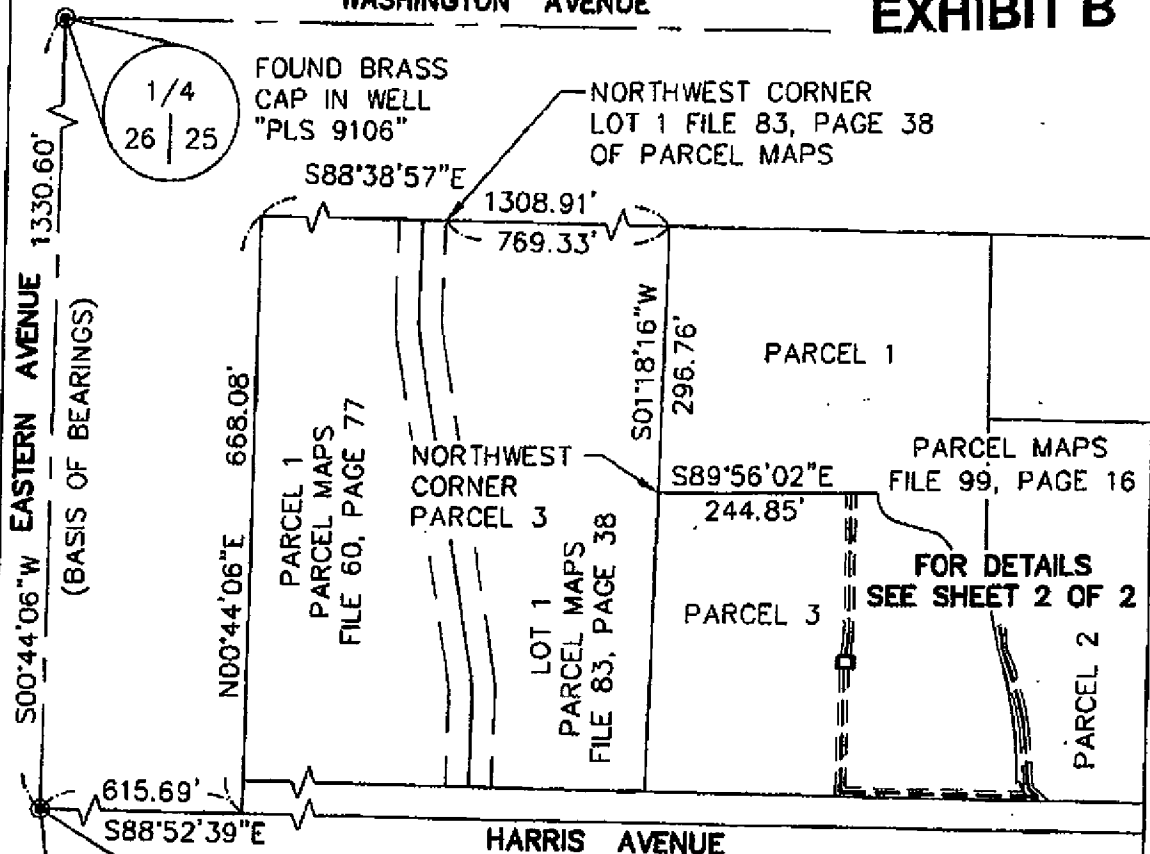 WASHINGTON AVENUE
EXHIBIT B
1/4
26 | 25
FOUND BRASS
CAP IN WELL
"PLS 9106"
NORTHWEST CORNER
LOT 1 FILE 83, PAGE 38
OF PARCEL MAPS
S88°38'57"E
1308.91'
769.33'
S00°44'06"W EASTERN AVENUE 1330.60'
(BASIS OF BEARINGS)
N00°44'06"E 668.08'
PARCEL 1
PARCEL MAPS
FILE 60, PAGE 77
NORTHWEST
CORNER
PARCEL 3
LOT 1
PARCEL MAPS
FILE 83, PAGE 38
S01°18'16"W
296.76'
PARCEL 1
S89°56'02"E
244.85'
PARCEL MAPS
FILE 99, PAGE 16
FOR DETAILS
SEE SHEET 2 OF 2
PARCEL 3
PARCEL 2
615.69'
S88°52'39"E
HARRIS AVENUE